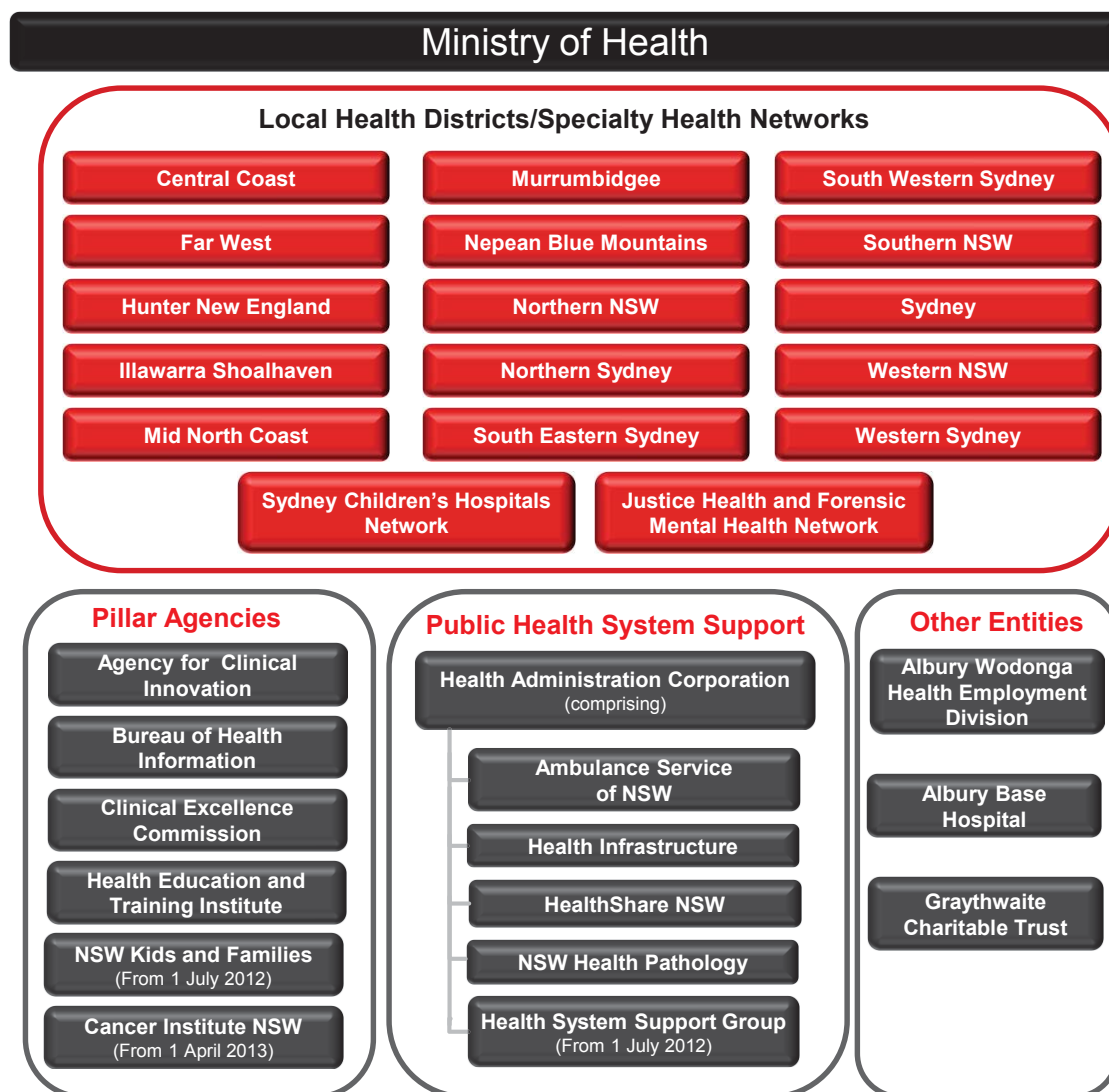 Ministry of Health
Local Health Districts/Specialty Health Networks
Central Coast
Murrumbidgee
South Western Sydney
Far West
Nepean Blue Mountains
Southern NSW
Hunter New England
Northern NSW
Sydney
Illawarra Shoalhaven
Northern Sydney
Western NSW
Mid North Coast
South Eastern Sydney
Western Sydney
Sydney Children’s Hospitals
Network
Justice Health and Forensic
Mental Health Network
Pillar Agencies
Agency for Clinical
Innovation
Bureau of Health
Information
Clinical Excellence
Commission
Health Education and
Training Institute
NSW Kids and Families
(From 1 July 2012)
Cancer Institute NSW
(From 1 April 2013)
Public Health System Support
Health Administration Corporation
(comprising)
Ambulance Service
of NSW
Health Infrastructure
HealthShare NSW
NSW Health Pathology
Health System Support Group
(From 1 July 2012)
Other Entities
Albury Wodonga
Health Employment
Division
Albury Base
Hospital
Graythwaite
Charitable Trust